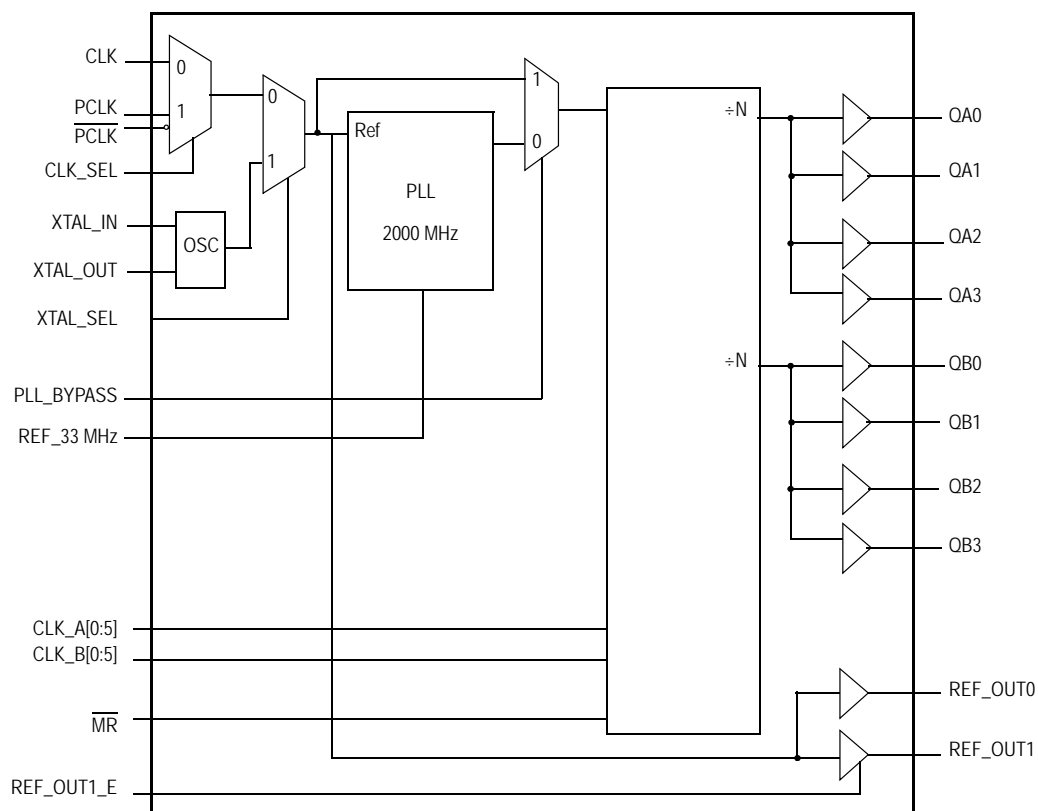 CLK
PCLK
PCLK
CLK_SEL
XTAL_IN
XTAL_OUT
XTAL_SEL
PLL_BYPASS
REF_33 MHz
CLK_A[0:5]
CLK_B[0:5]
MR
REF_OUT1_E
0
1
0
1
OSC
Ref
PLL
2000 MHz
1
0
÷N
÷N
QA0
QA1
QA2
QA3
QB0
QB1
QB2
QB3
REF_OUT0
REF_OUT1